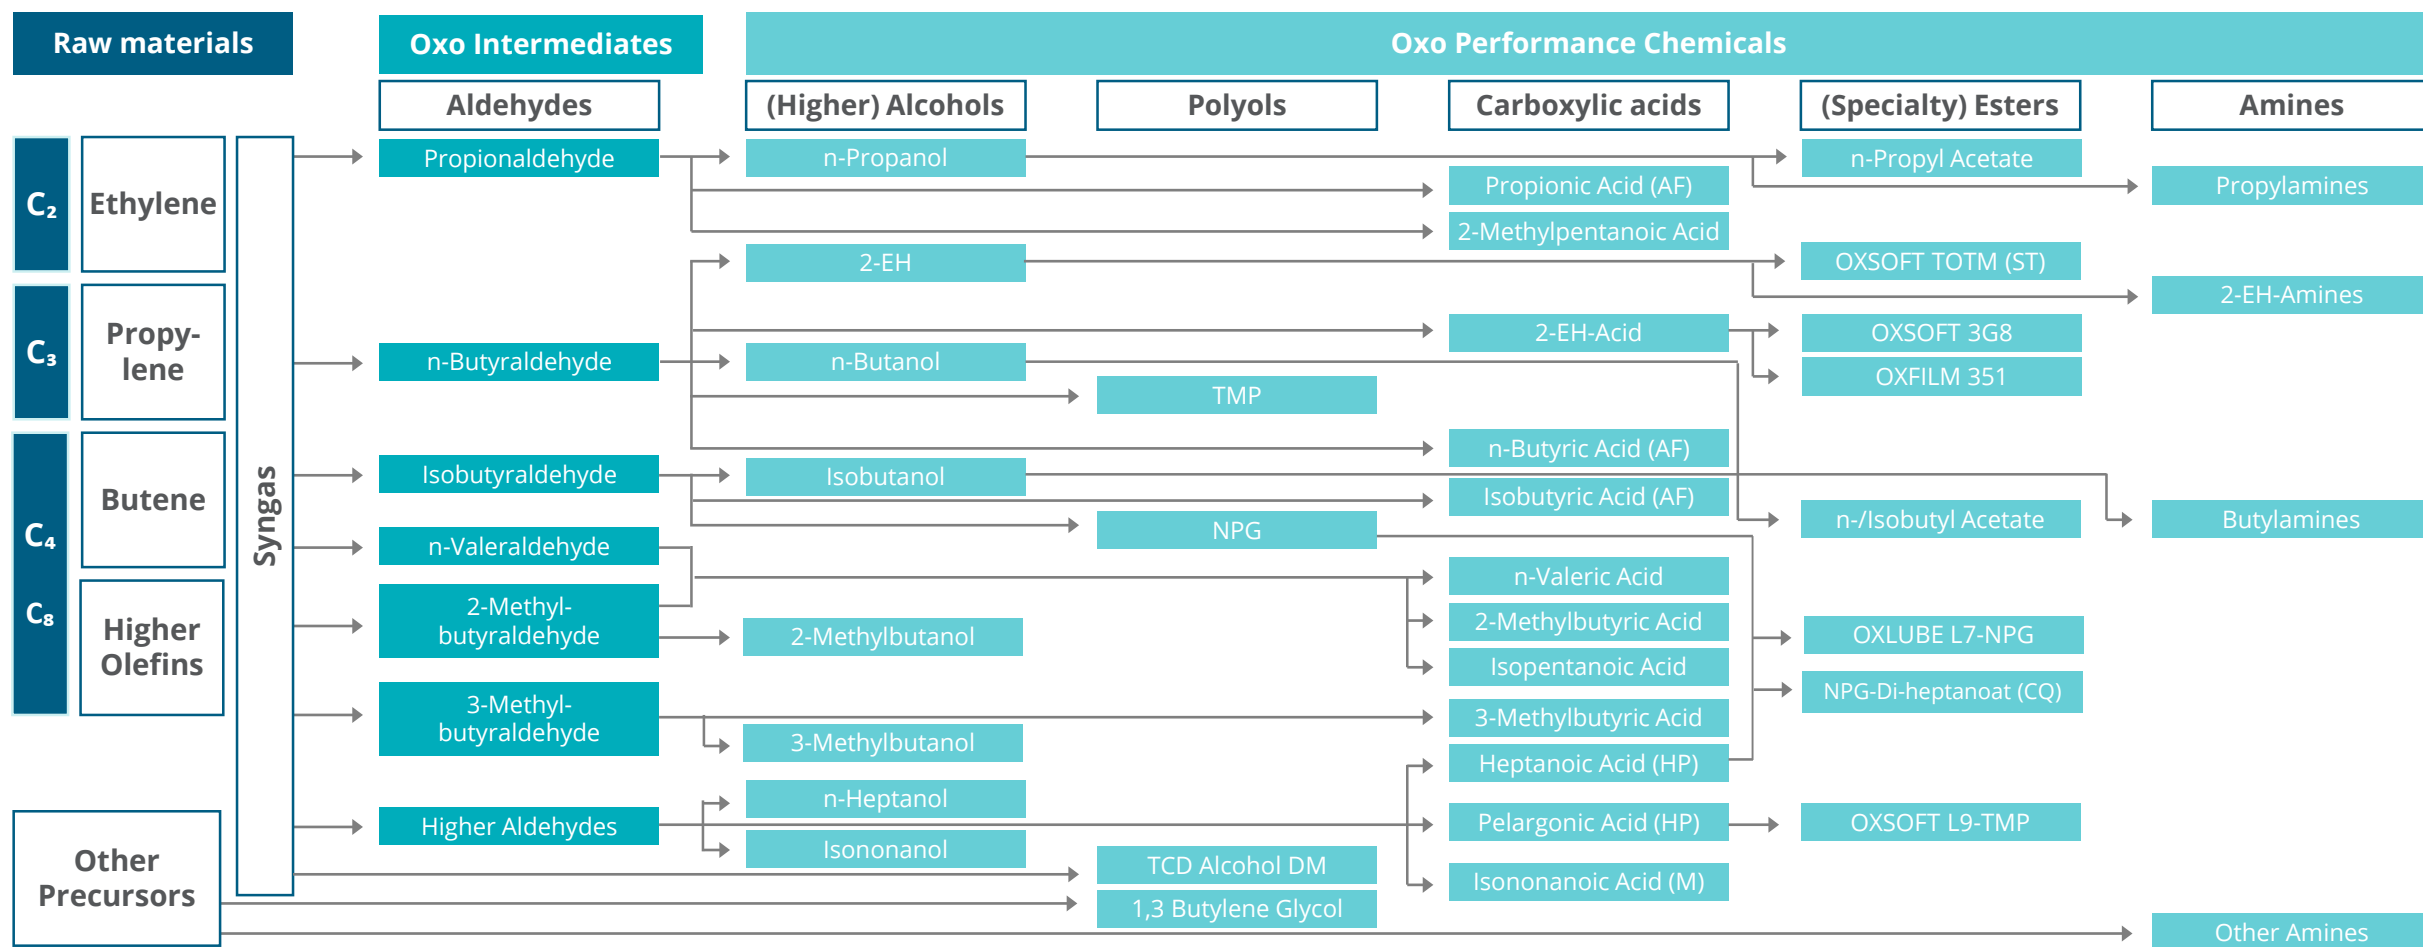 Raw materials
Oxo Intermediates
Oxo Performance Chemicals
Aldehydes
(Higher) Alcohols
Polyols
Carboxylic acids
(Specialty) Esters
Amines
C₂
Ethylene
C₃
Propy-
lene
C₄
C₈
Butene
Higher
Olefins
Other
Precursors
Syngas
Propionaldehyde
n-Butyraldehyde
Isobutyraldehyde
n-Valeraldehyde
2-Methyl-
butyraldehyde
3-Methyl-
butyraldehyde
Higher Aldehydes
n-Propanol
2-EH
n-Butanol
Isobutanol
2-Methylbutanol
3-Methylbutanol
n-Heptanol
Isononanol
TMP
NPG
TCD Alcohol DM
1,3 Butylene Glycol
Propionic Acid (AF)
2-Methylpentanoic Acid
2-EH-Acid
n-Butyric Acid (AF)
Isobutyric Acid (AF)
n-Valeric Acid
2-Methylbutyric Acid
Isopentanoic Acid
3-Methylbutyric Acid
Heptanoic Acid (HP)
Pelargonic Acid (HP)
Isononanoic Acid (M)
n-Propyl Acetate
OXSOFT TOTM (ST)
OXSOFT 3G8
OXFILM 351
n-/Isobutyl Acetate
OXLUBE L7-NPG
NPG-Di-heptanoat (CQ)
OXSOFT L9-TMP
Propylamines
2-EH-Amines
Butylamines
Other Amines